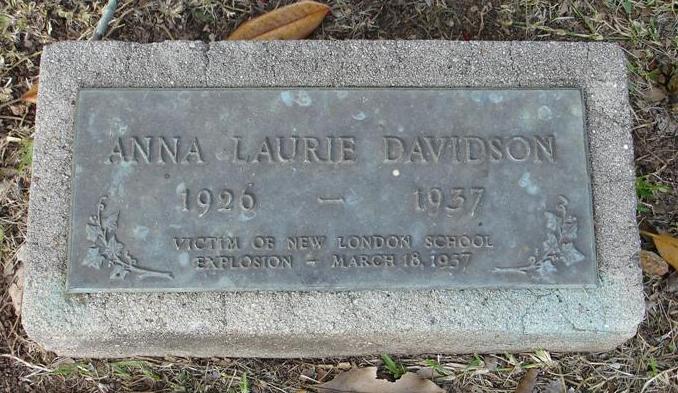 ANNA LAURIE DAVIDSON
1926 — 1937
VICTIM OF NEW LONDON SCHOOL
EXPLOSION – MARCH 18, 1937